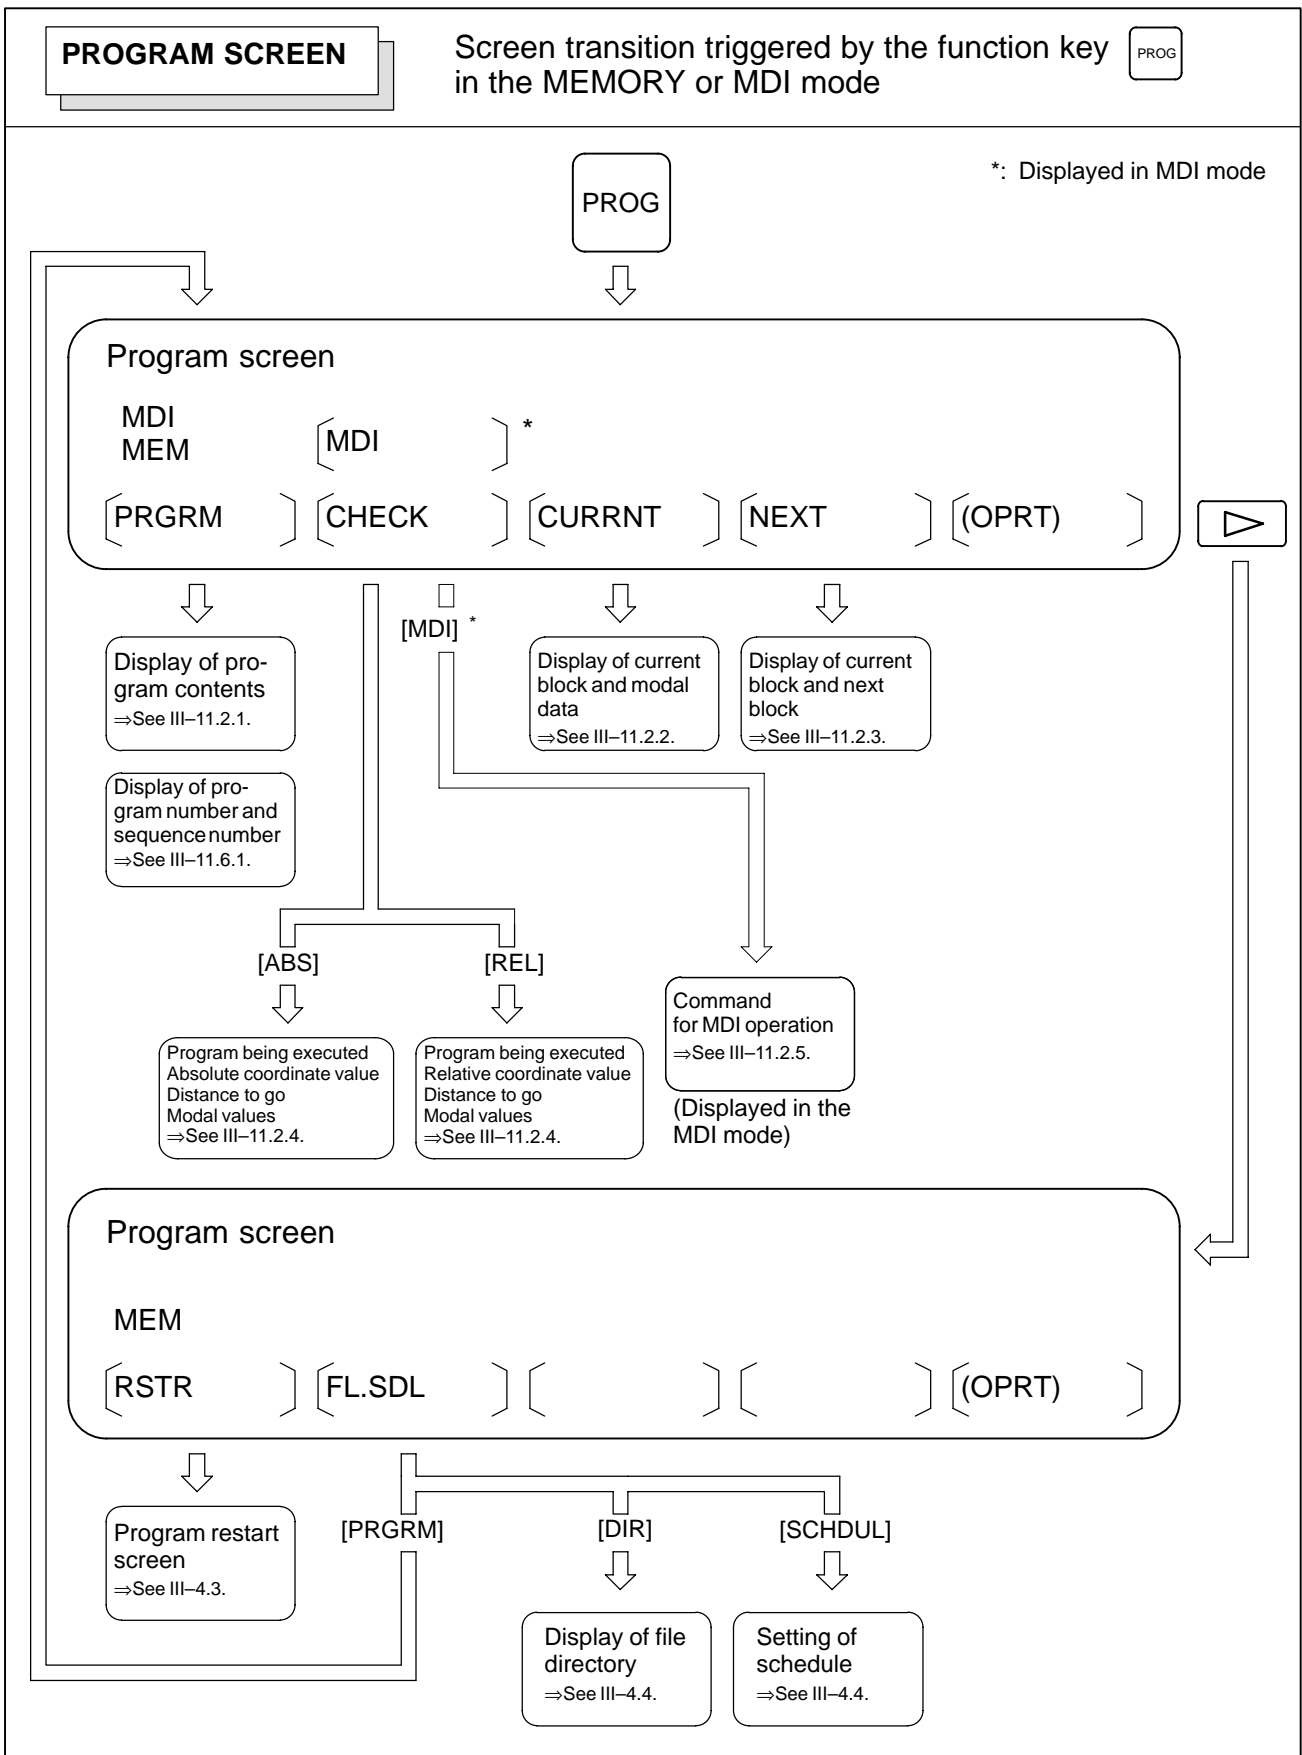 PROGRAM SCREEN
Screen transition triggered by the function key
in the MEMORY or MDI mode
PROG
*: Displayed in MDI mode
PROG
Program screen
MDI
MEM
[MDI] *
[PRGRM] [CHECK] [CURRNT] [NEXT] [(OPRT)]
[MDI] *
Display of pro-
gram contents
⇒See III–11.2.1.
Display of current
block and modal
data
⇒See III–11.2.2.
Display of current
block and next
block
⇒See III–11.2.3.
Display of pro-
gram number and
sequence number
⇒See III–11.6.1.
[ABS]
[REL]
Program being executed
Absolute coordinate value
Distance to go
Modal values
⇒See III–11.2.4.
Program being executed
Relative coordinate value
Distance to go
Modal values
⇒See III–11.2.4.
Command
for MDI operation
⇒See III–11.2.5.
(Displayed in the
MDI mode)
Program screen
MEM
[RSTR] [FL.SDL] [ ] [ ] [(OPRT)]
[PRGRM]
[DIR]
[SCHDUL]
Program restart
screen
⇒See III–4.3.
Display of file
directory
⇒See III–4.4.
Setting of
schedule
⇒See III–4.4.